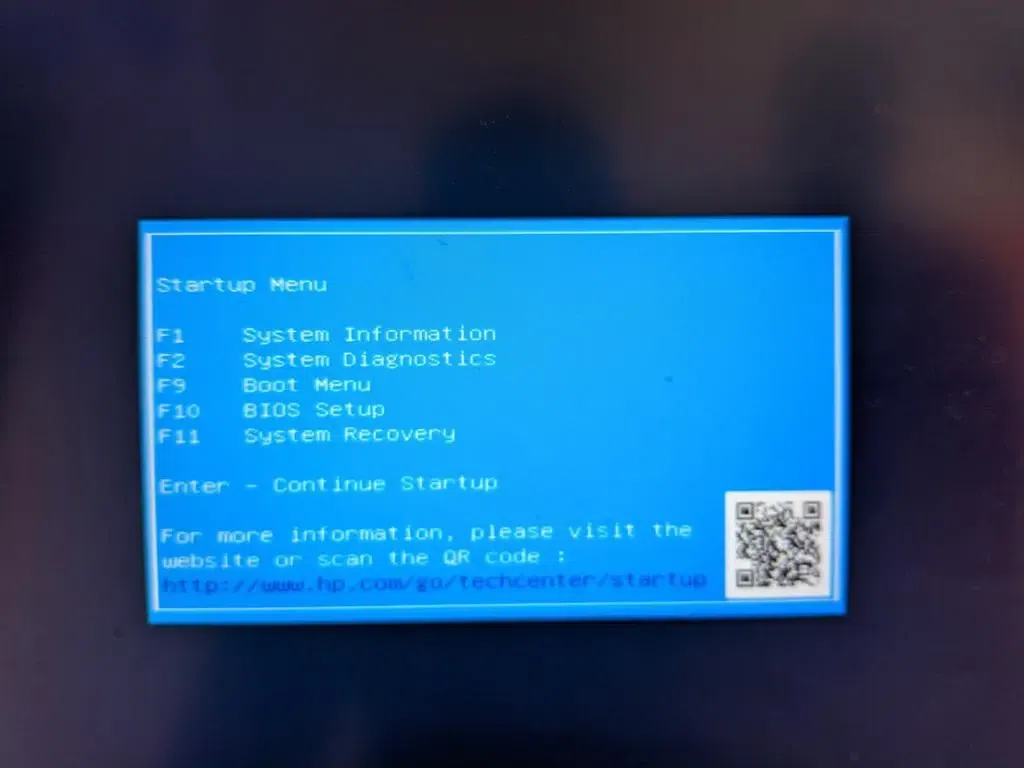 Startup Menu
F1 System Information
F2 System Diagnostics
F9 Boot Menu
F10 BIOS Setup
F11 System Recovery
Enter - Continue Startup
For more information, please visit the
website or scan the QR code :
http://www.hp.com/go/techcenter/startup